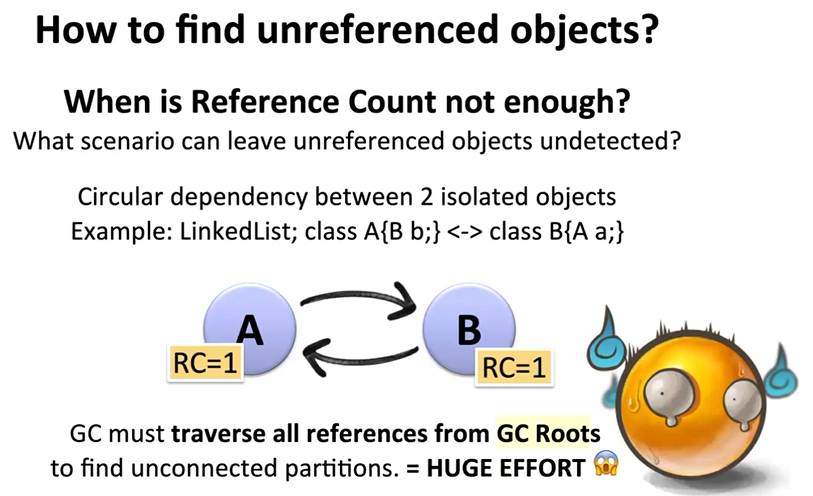 How to find unreferenced objects?
When is Reference Count not enough?
What scenario can leave unreferenced objects undetected?
Circular dependency between 2 isolated objects
Example: LinkedList; class A{B b;} <-> class B{A a;}
A
B
RC=1
RC=1
GC must traverse all references from GC Roots
to find unconnected partitions. = HUGE EFFORT 😱